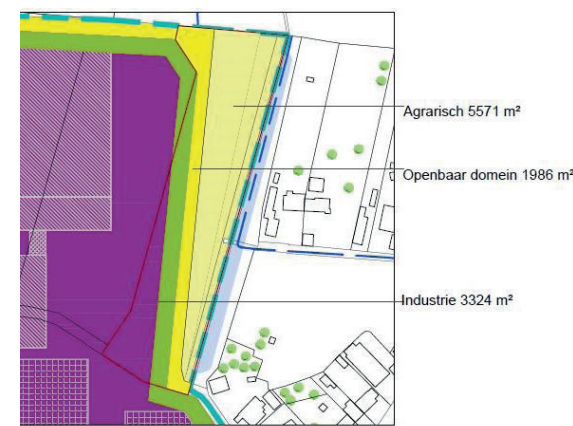 Agrarisch 5571 m²
Openbaar domein 1986 m²
Industrie 3324 m²